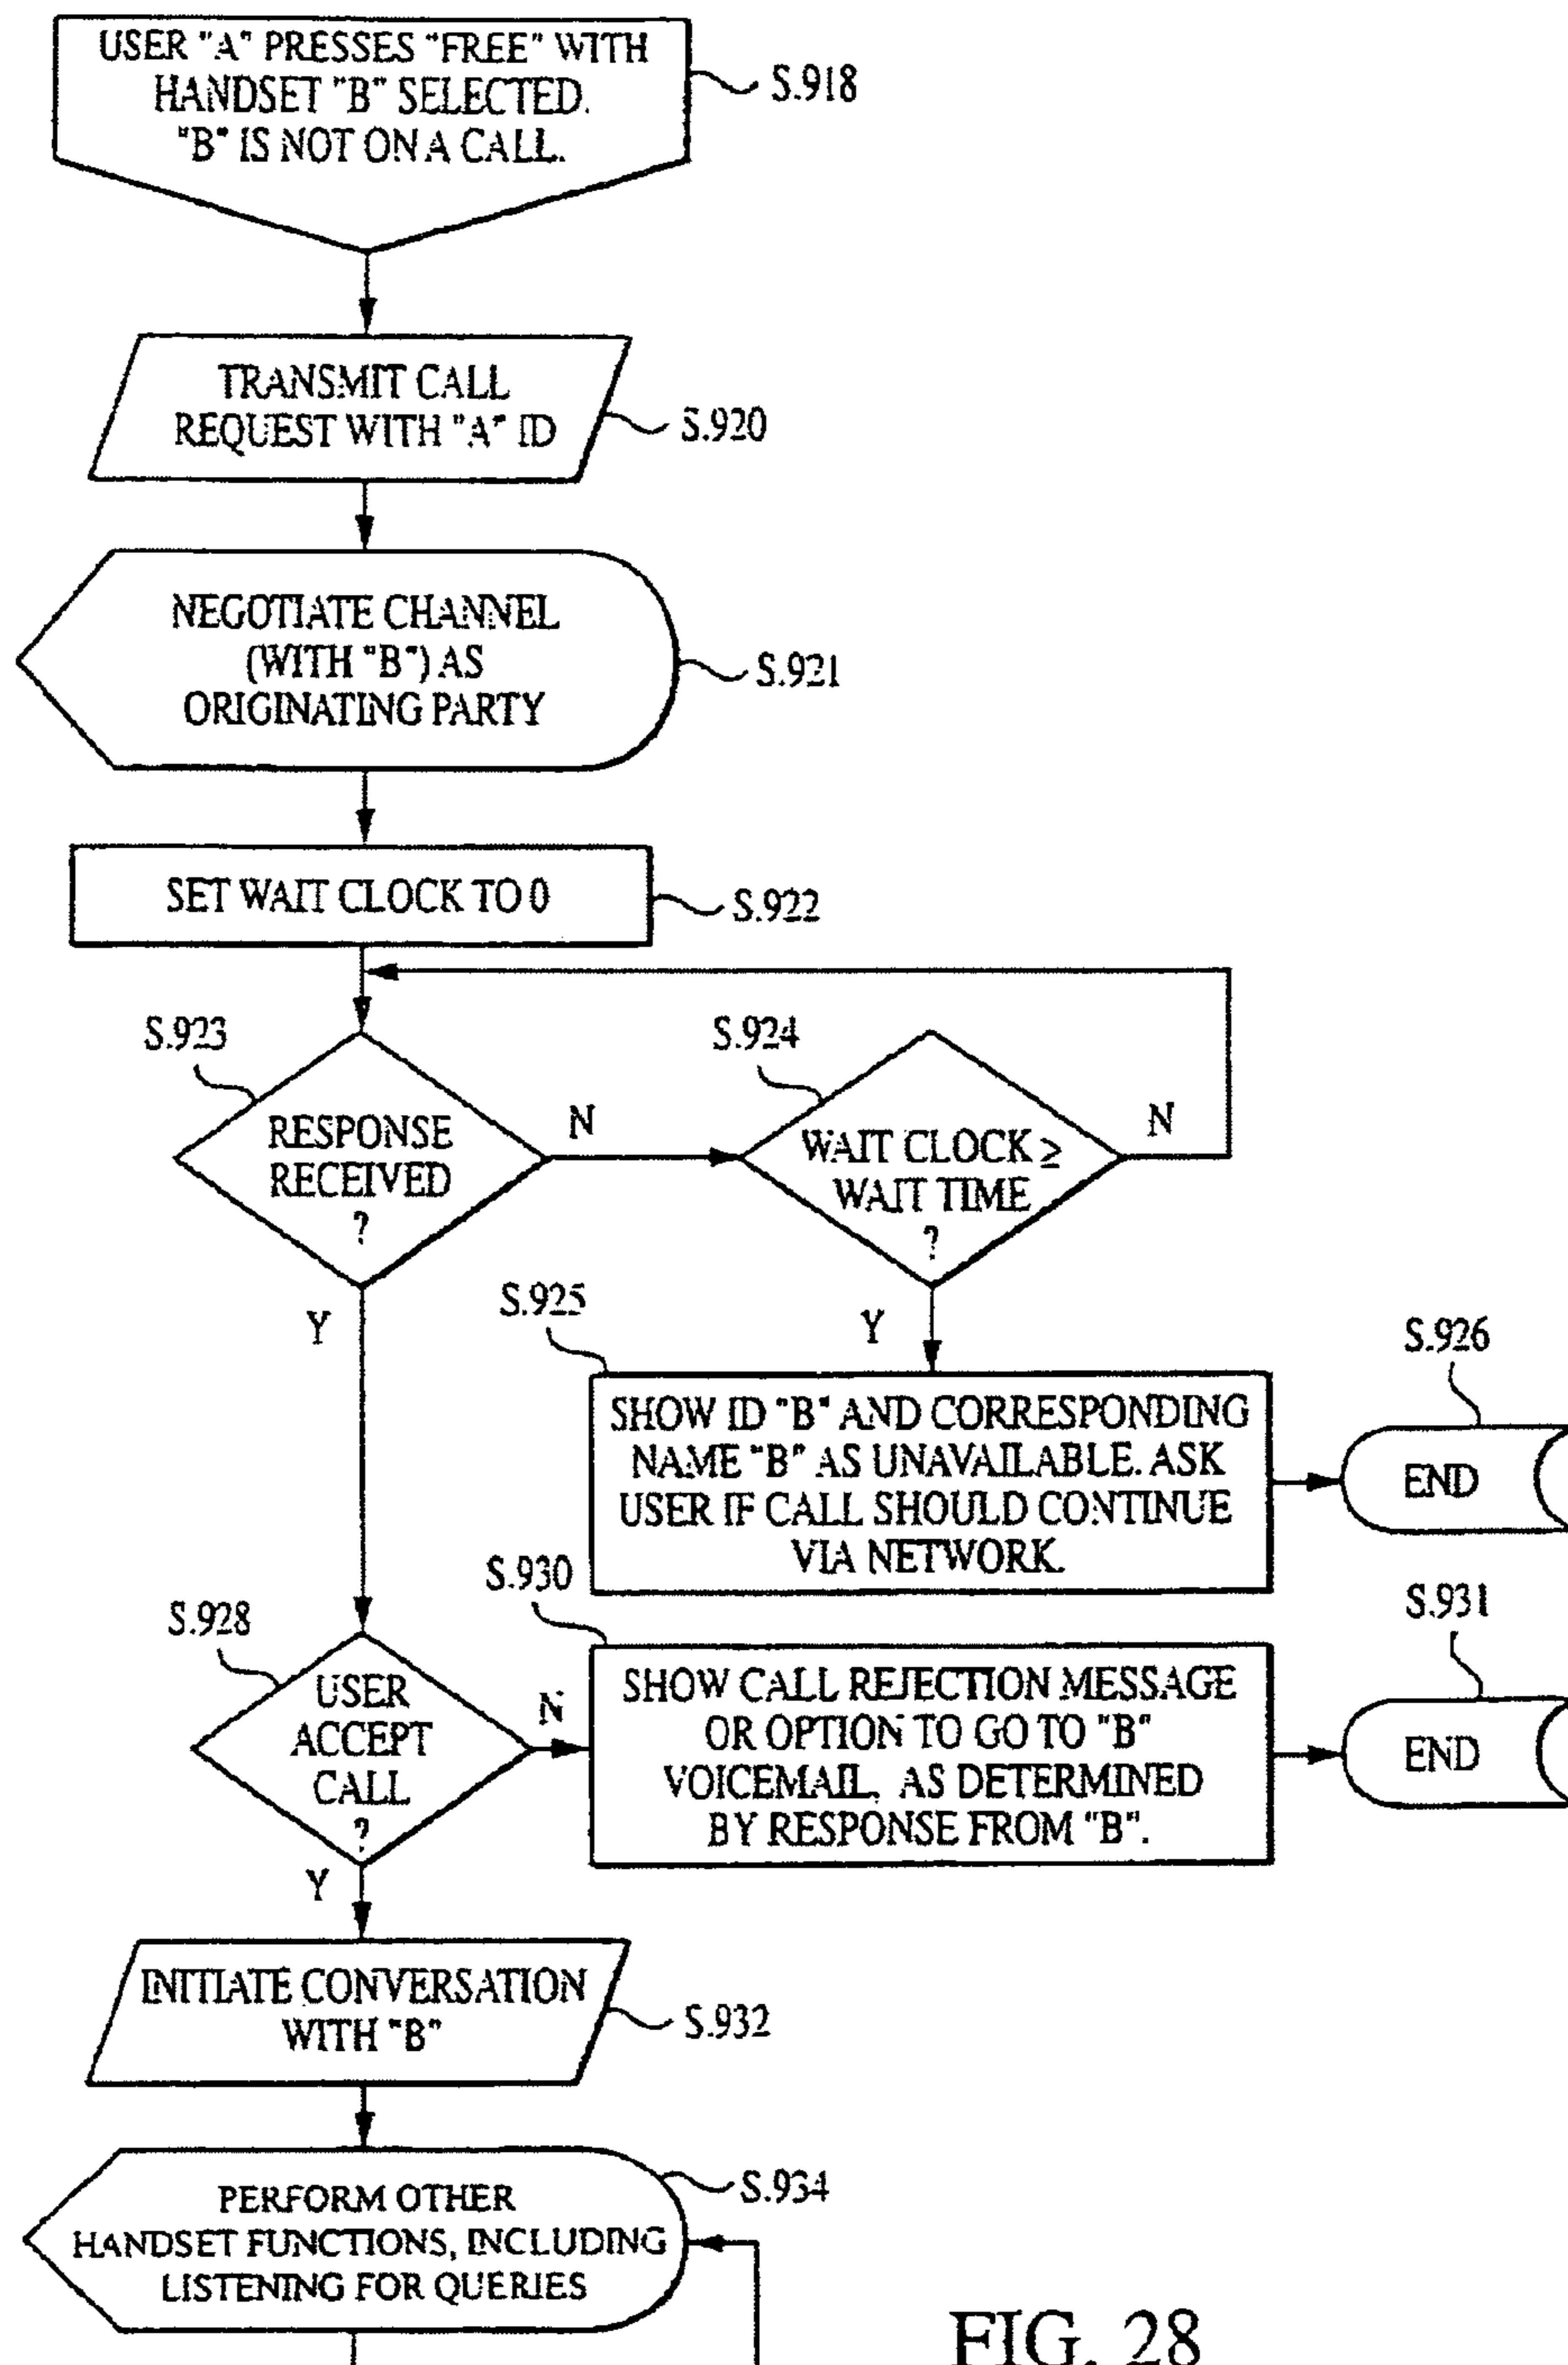 USER "A" PRESSES "FREE" WITH
HANDSET "B" SELECTED.
"B" IS NOT ON A CALL.
S.918
TRANSMIT CALL
REQUEST WITH "A" ID
S.920
NEGOTIATE CHANNEL
(WITH "B") AS
ORIGINATING PARTY
S.921
SET WAIT CLOCK TO 0
S.922
S.923
RESPONSE
RECEIVED
?
N
Y
S.924
WAIT CLOCK ≥
WAIT TIME
?
N
Y
S.925
SHOW ID "B" AND CORRESPONDING
NAME "B" AS UNAVAILABLE. ASK
USER IF CALL SHOULD CONTINUE
VIA NETWORK.
S.926
END
S.928
USER
ACCEPT
CALL
?
N
Y
S.930
SHOW CALL REJECTION MESSAGE
OR OPTION TO GO TO "B"
VOICEMAIL, AS DETERMINED
BY RESPONSE FROM "B".
S.931
END
INITIATE CONVERSATION
WITH "B"
S.932
PERFORM OTHER
HANDSET FUNCTIONS, INCLUDING
LISTENING FOR QUERIES
S.934
FIG. 28